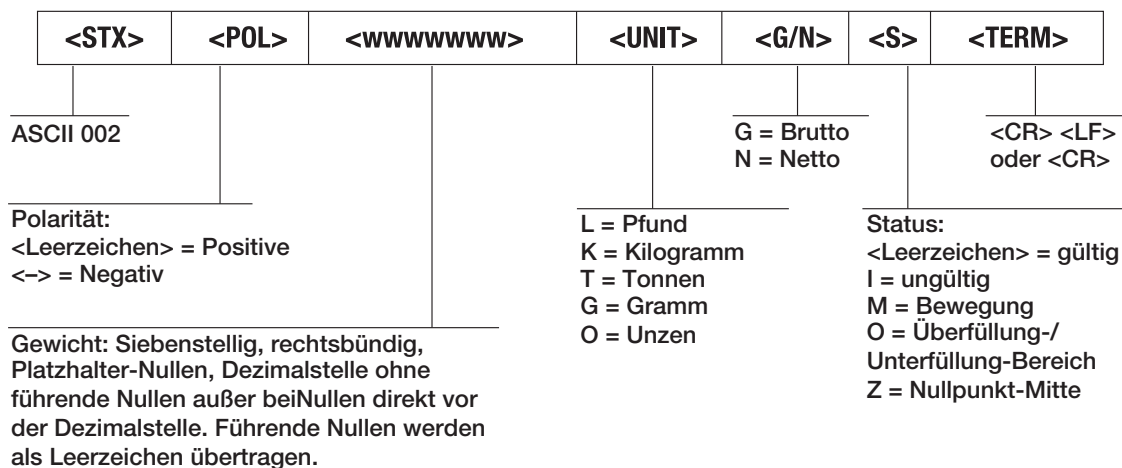 <STX> <POL> <wwwwwww> <UNIT> <G/N> <S> <TERM>
ASCII 002
G = Brutto
N = Netto
<CR> <LF>
oder <CR>
Polarität:
<Leerzeichen> = Positive
<–> = Negativ
L = Pfund
K = Kilogramm
T = Tonnen
G = Gramm
O = Unzen
Status:
<Leerzeichen> = gültig
I = ungültig
M = Bewegung
O = Überfüllung-/
Unterfüllung-Bereich
Z = Nullpunkt-Mitte
Gewicht: Siebenstellig, rechtsbündig,
Platzhalter-Nullen, Dezimalstelle ohne
führende Nullen außer beiNullen direkt vor
der Dezimalstelle. Führende Nullen werden
als Leerzeichen übertragen.